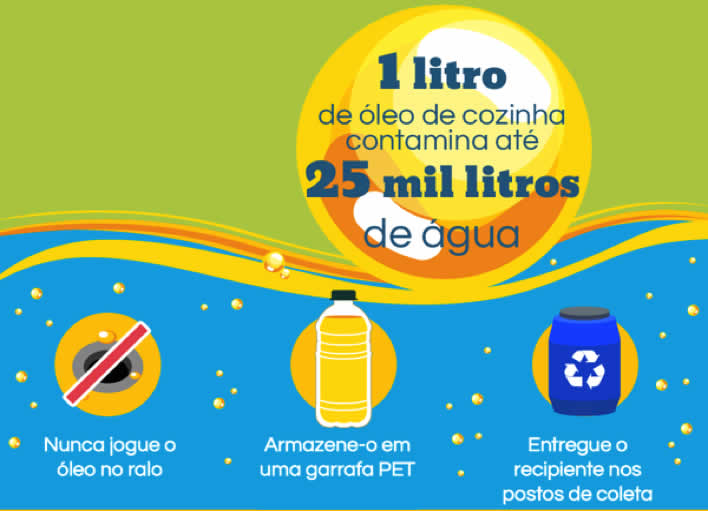 1 litro
de óleo de cozinha
contamina até
25 mil litros
de água
Nunca jogue o
óleo no ralo
Armazene-o em
uma garrafa PET
Entregue o
recipiente nos
postos de coleta